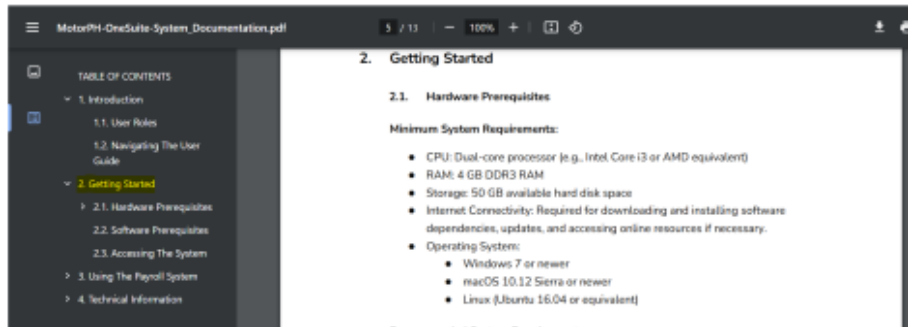 MotorPH-OneSuite-System_Documentation.pdf
5 / 13
100%
TABLE OF CONTENTS
1. Introduction
1.1. User Roles
1.2. Navigating The User
Guide
2. Getting Started
2.1. Hardware Prerequisites
2.2. Software Prerequisites
2.3. Accessing The System
3. Using The Payroll System
4. Technical Information
2. Getting Started
2.1. Hardware Prerequisites
Minimum System Requirements:
● CPU: Dual-core processor (e.g., Intel Core i3 or AMD equivalent)
● RAM: 4 GB DDR3 RAM
● Storage: 50 GB available hard disk space
● Internet Connectivity: Required for downloading and installing software
dependencies, updates, and accessing online resources if necessary.
● Operating System:
● Windows 7 or newer
● macOS 10.12 Sierra or newer
● Linux (Ubuntu 16.04 or equivalent)